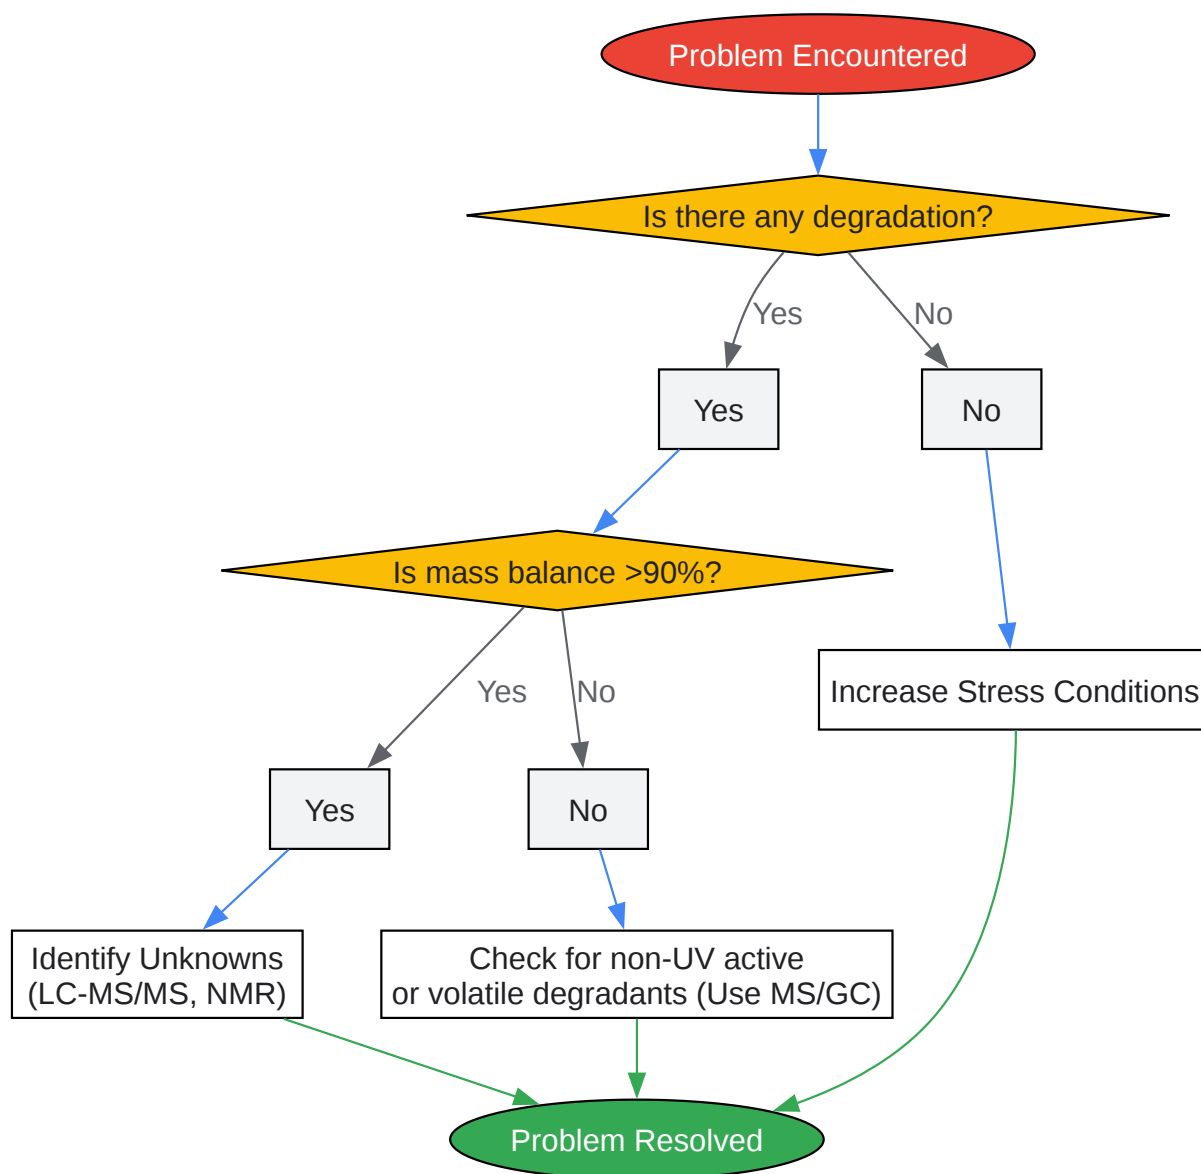 Problem Encountered
Is there any degradation?
Yes
No
Yes
No
Is mass balance >90%?
Yes
No
Increase Stress Conditions
Yes
No
Identify Unknowns
(LC-MS/MS, NMR)
Check for non-UV active
or volatile degradants (Use MS/GC)
Problem Resolved